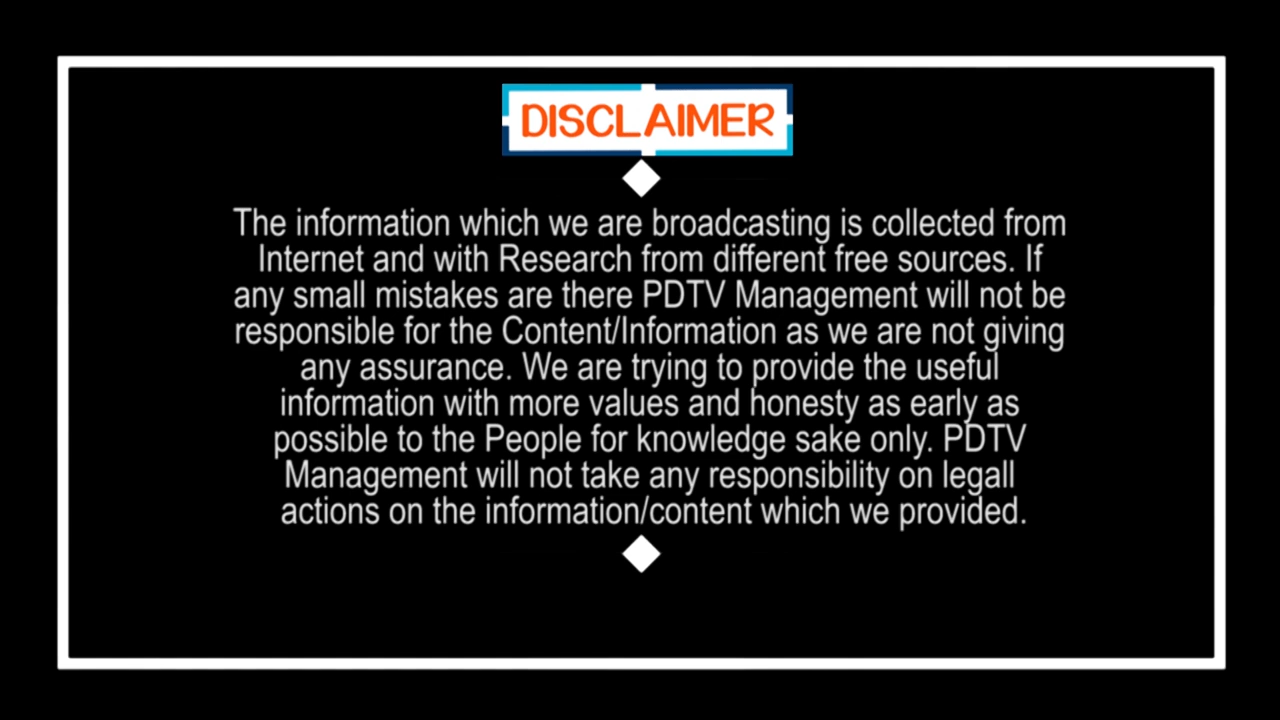 DISCLAIMER
The information which we are broadcasting is collected from
Internet and with Research from different free sources. If
any small mistakes are there PDTV Management will not be
responsible for the Content/Information as we are not giving
any assurance. We are trying to provide the useful
information with more values and honesty as early as
possible to the People for knowledge sake only. PDTV
Management will not take any responsibility on legall
actions on the information/content which we provided.